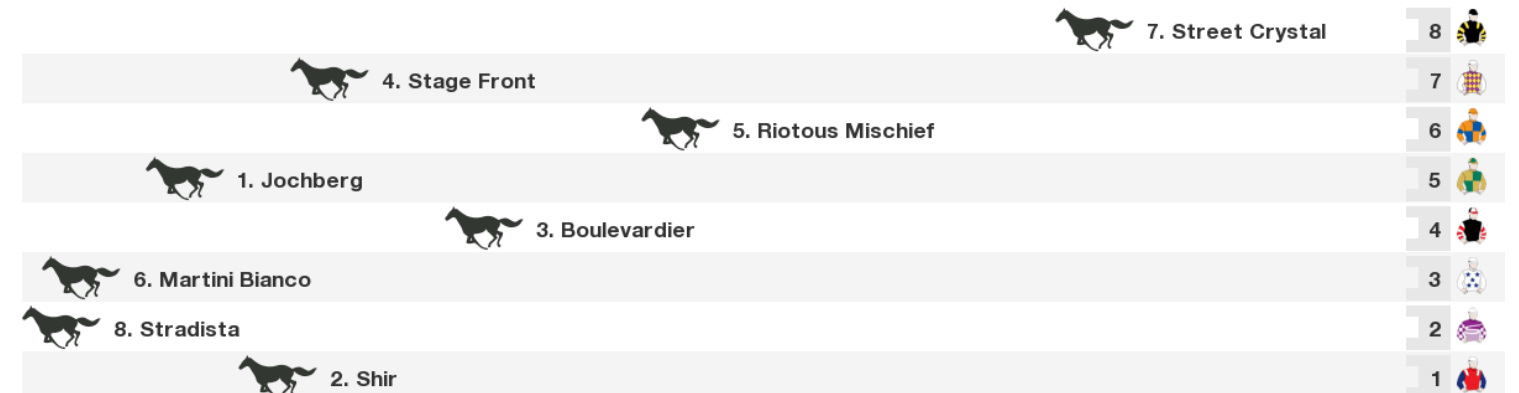 7. Street Crystal 8
4. Stage Front 7
5. Riotous Mischief 6
1. Jochberg 5
3. Boulevardier 4
6. Martini Bianco 3
8. Stradista 2
2. Shir 1